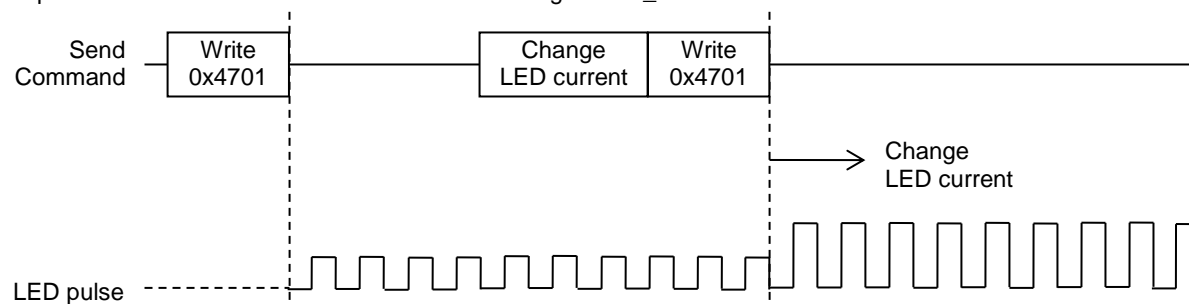 Send
Command
Write
0x4701
Change
LED current
Write
0x4701
Change
LED current
LED pulse